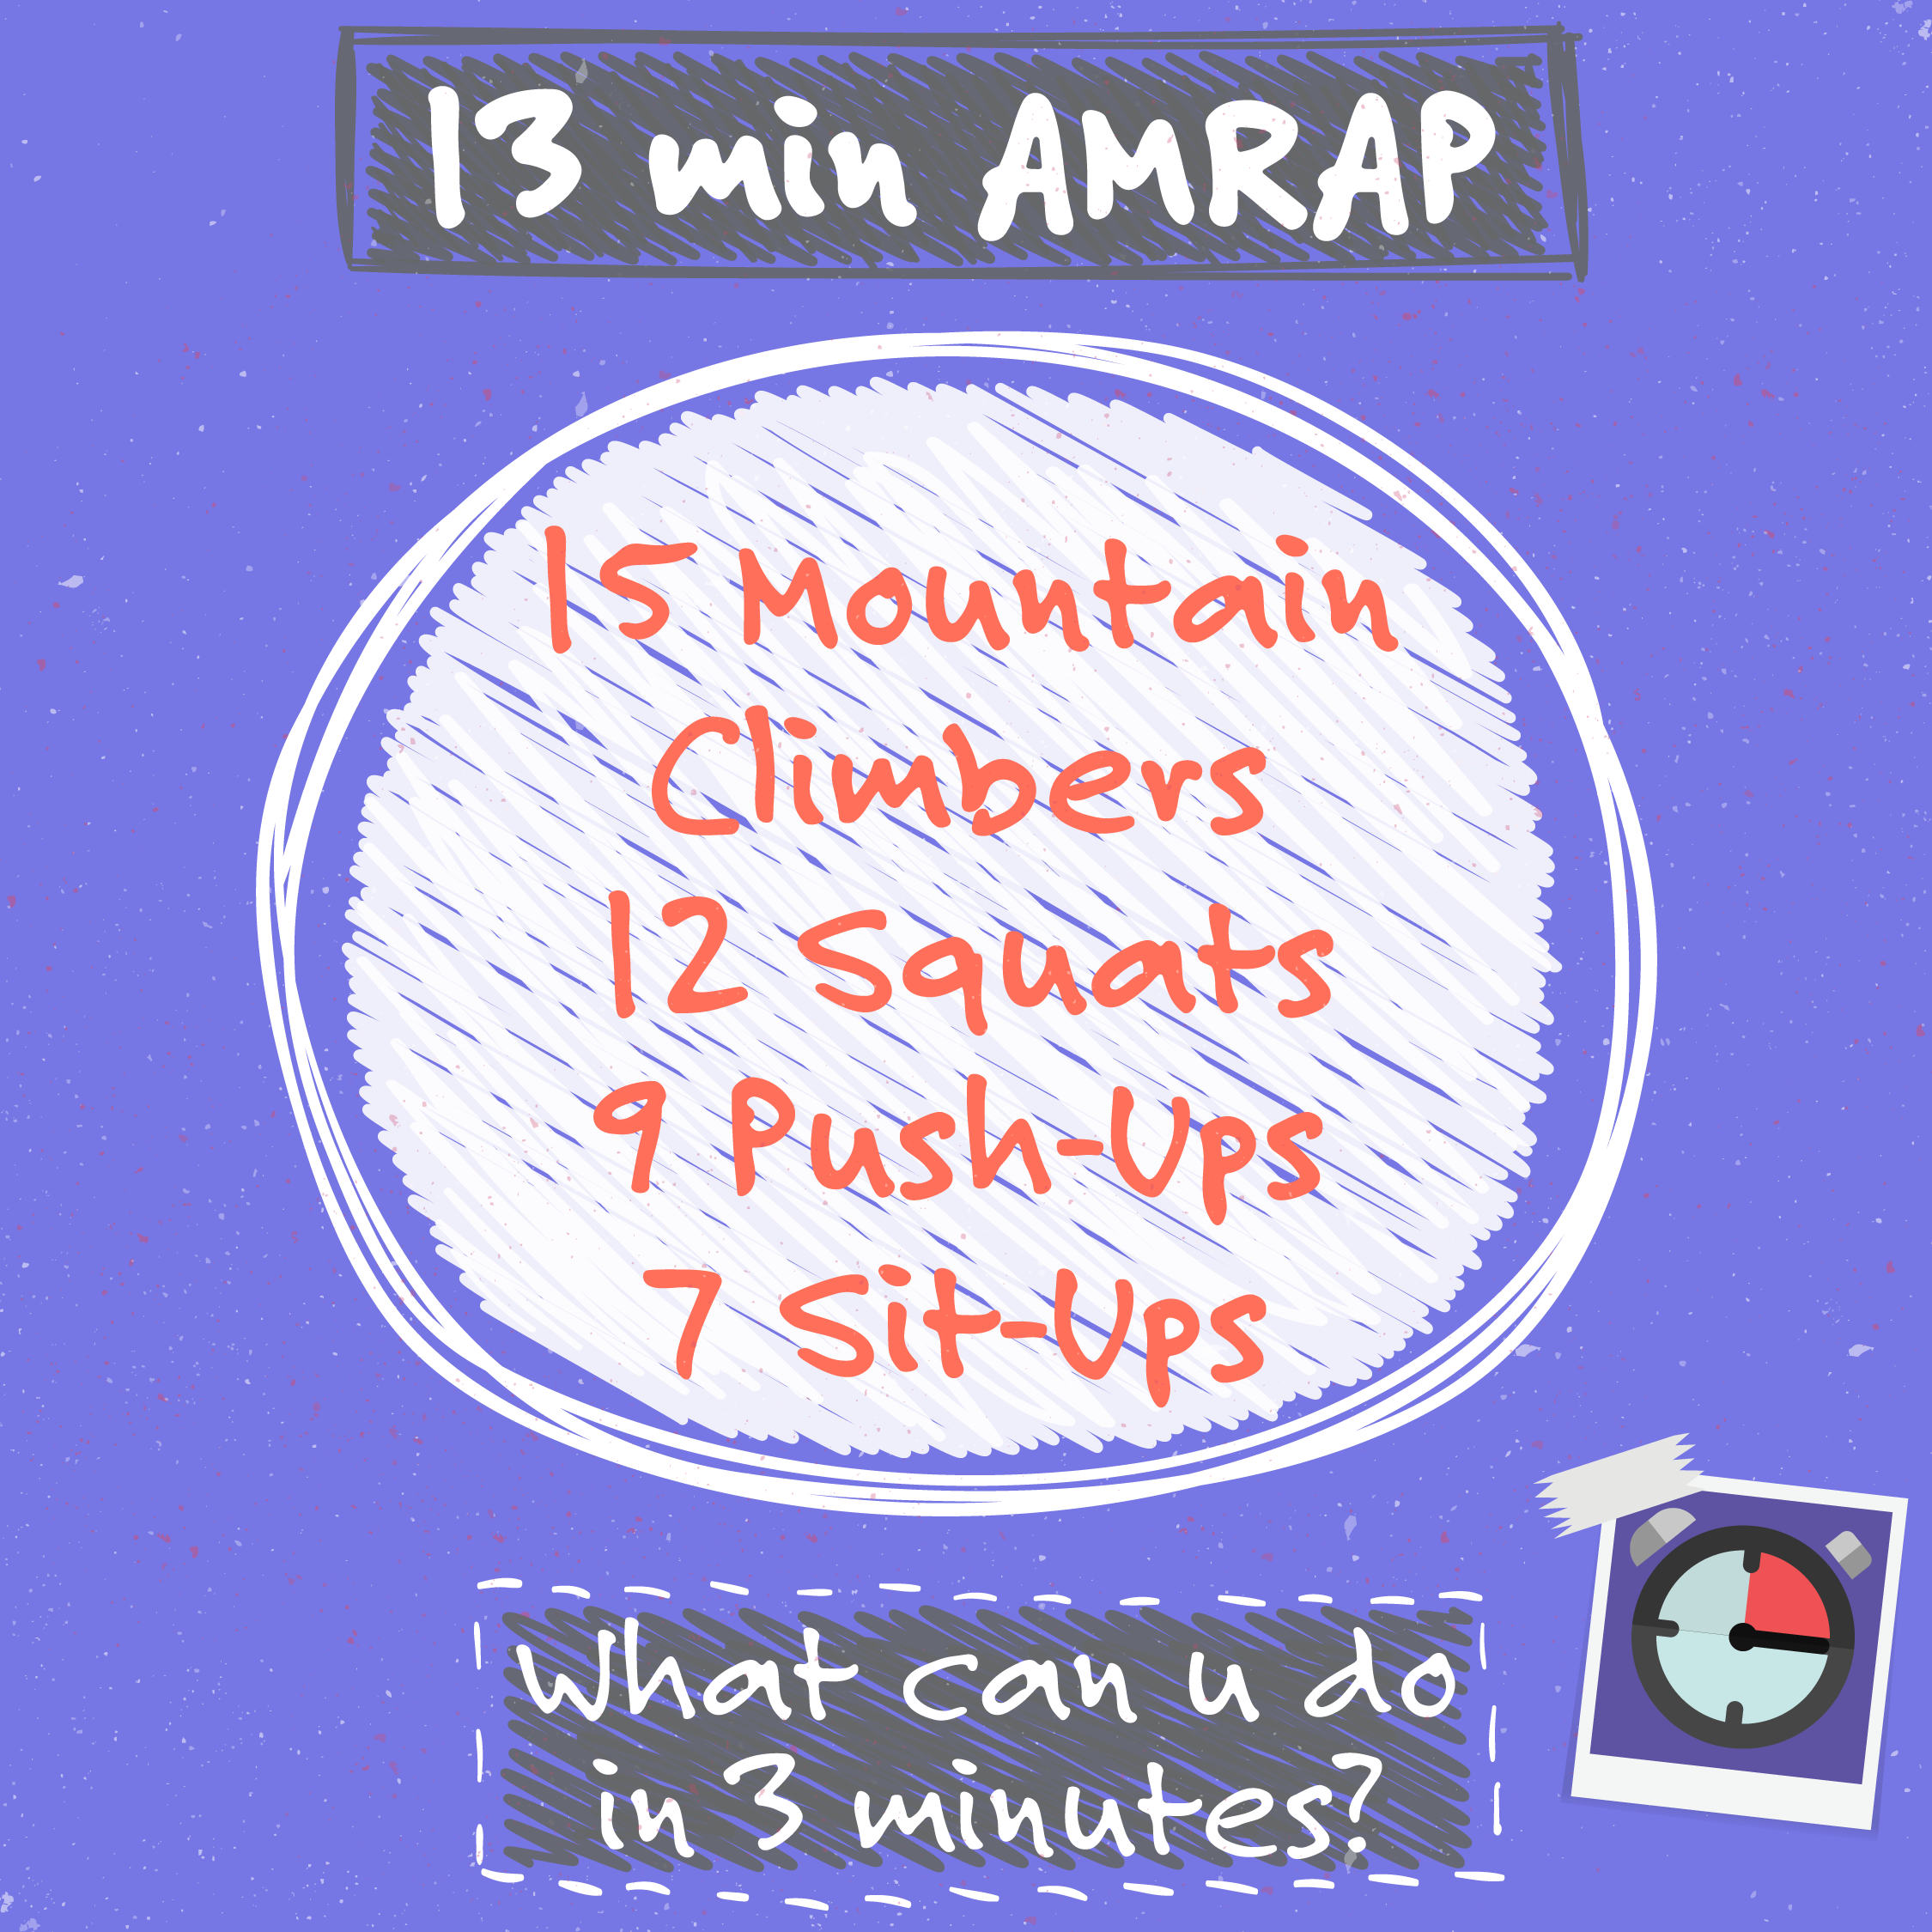 13 min AMRAP
15 Mountain
Climbers
12 Squats
9 Push-Ups
7 Sit-Ups
What can u do
in 3 minutes?